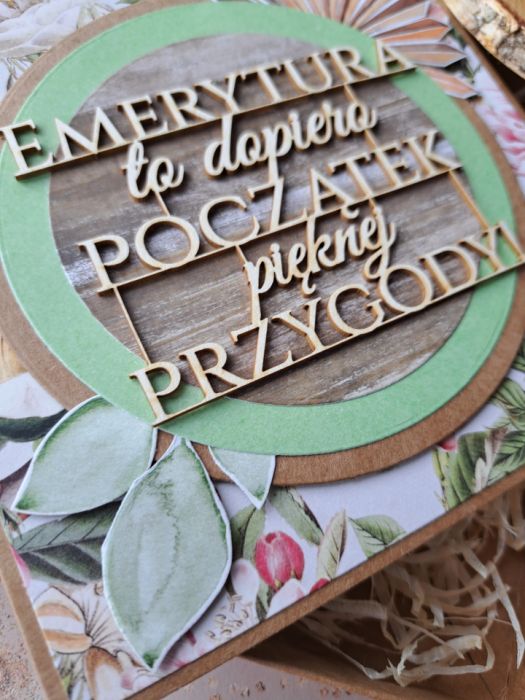 EMERYTURA
to dopiero
POCZĄTEK
pięknej
PRZYGODY!